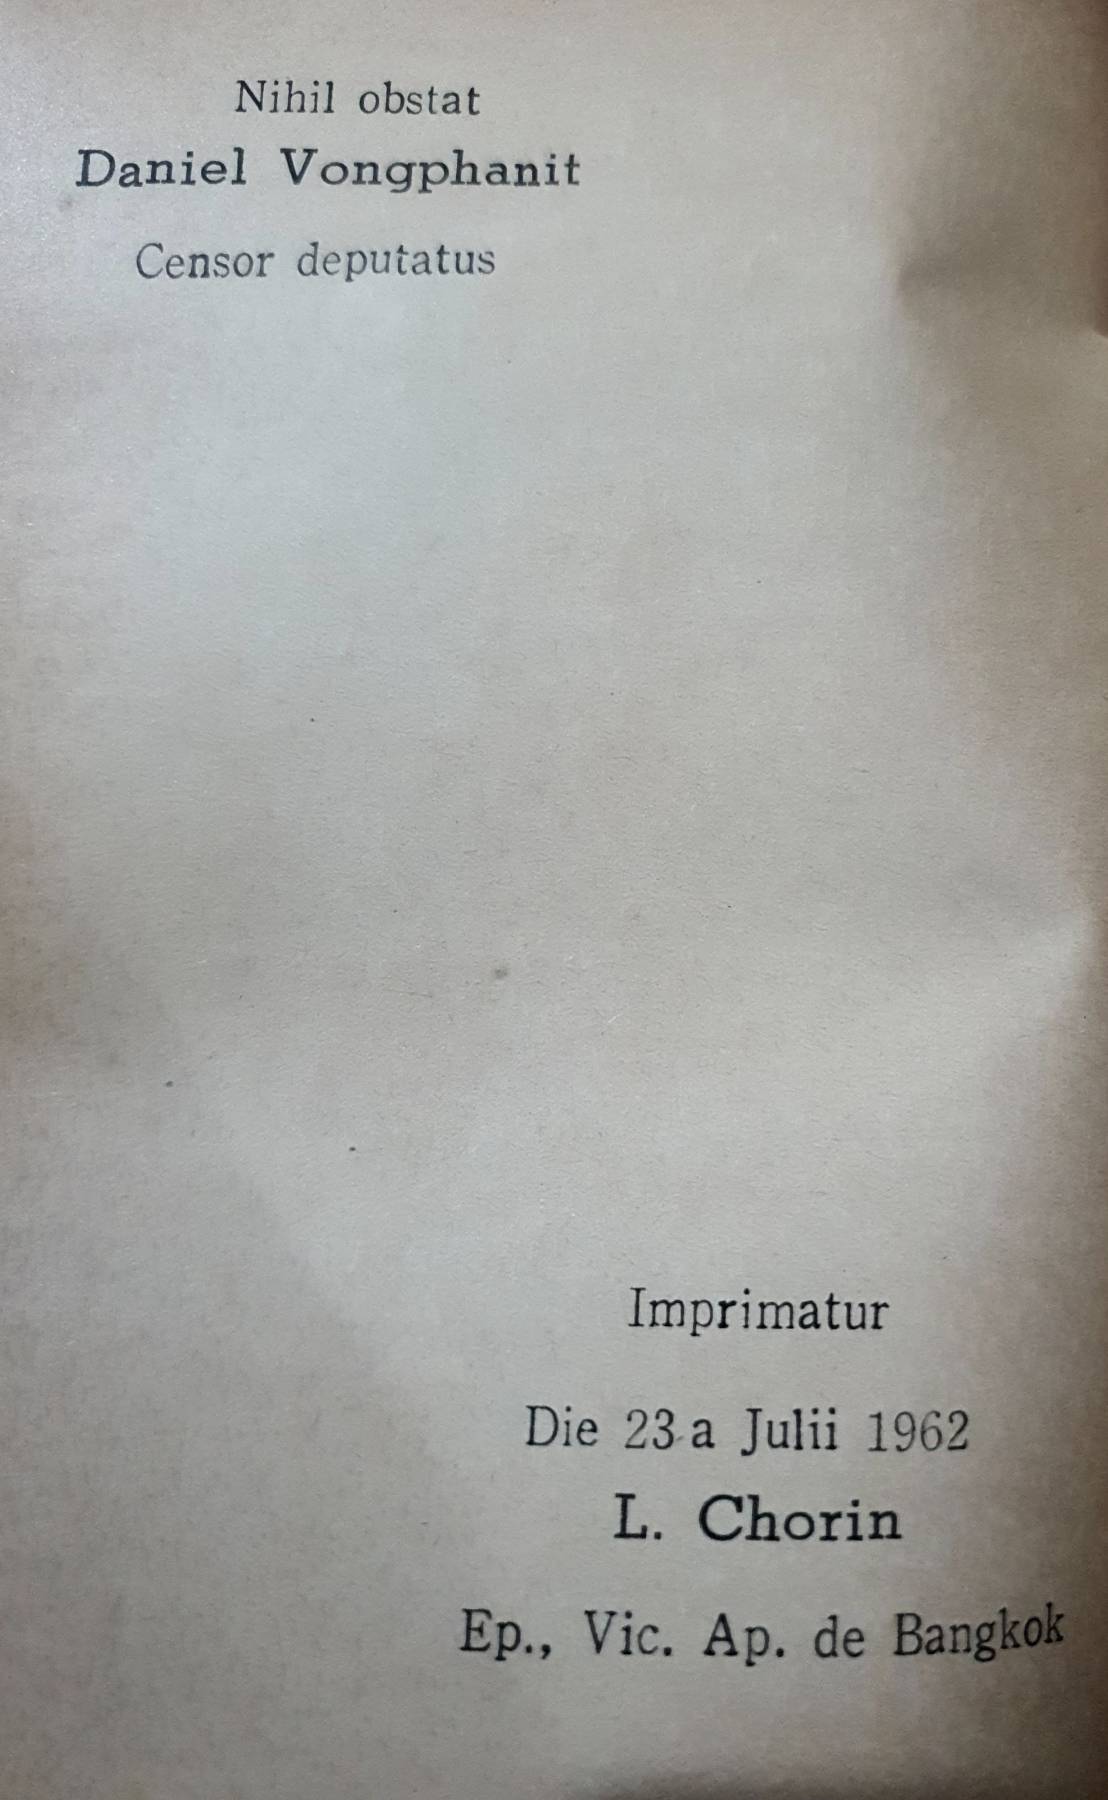 Nihil obstat
Daniel Vongphanit
Censor deputatus
Imprimatur
Die 23 a Julii 1962
L. Chorin
Ep., Vic. Ap. de Bangkok